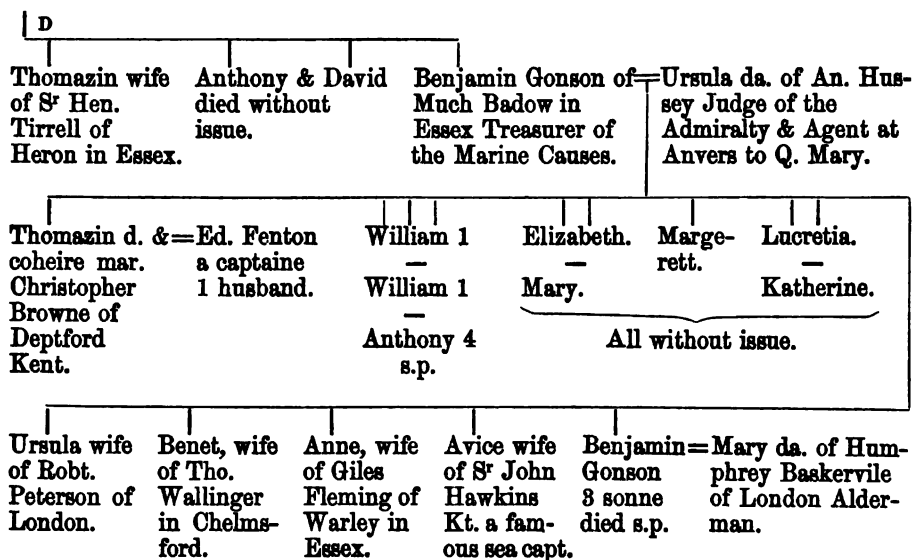 D
Thomazin wife
of Sr Hen.
Tirrell of
Heron in Essex.
Anthony & David
died without
issue.
Benjamin Gonson of=Ursula da. of An. Hus-
Much Badow in
Essex Treasurer of
the Marine Causes.
sey Judge of the
Admiralty & Agent at
Anvers to Q. Mary.
Thomazin d. &=Ed. Fenton
coheire mar.
Christopher
Browne of
Deptford
Kent.
a captaine
1 husband.
William 1
—
William 1
—
Anthony 4
s.p.
Elizabeth.
—
Mary.
Marge-
rett.
Lucretia.
—
Katherine.
All without issue.
Ursula wife
of Robt.
Peterson of
London.
Benet, wife
of Tho.
Wallinger
in Chelms-
ford.
Anne, wife
of Giles
Fleming of
Warley in
Essex.
Avice wife
of Sr John
Hawkins
Kt. a fam-
ous sea capt.
Benjamin=Mary da. of Hum-
Gonson
3 sonne
died s.p.
phrey Baskervile
of London Alder-
man.